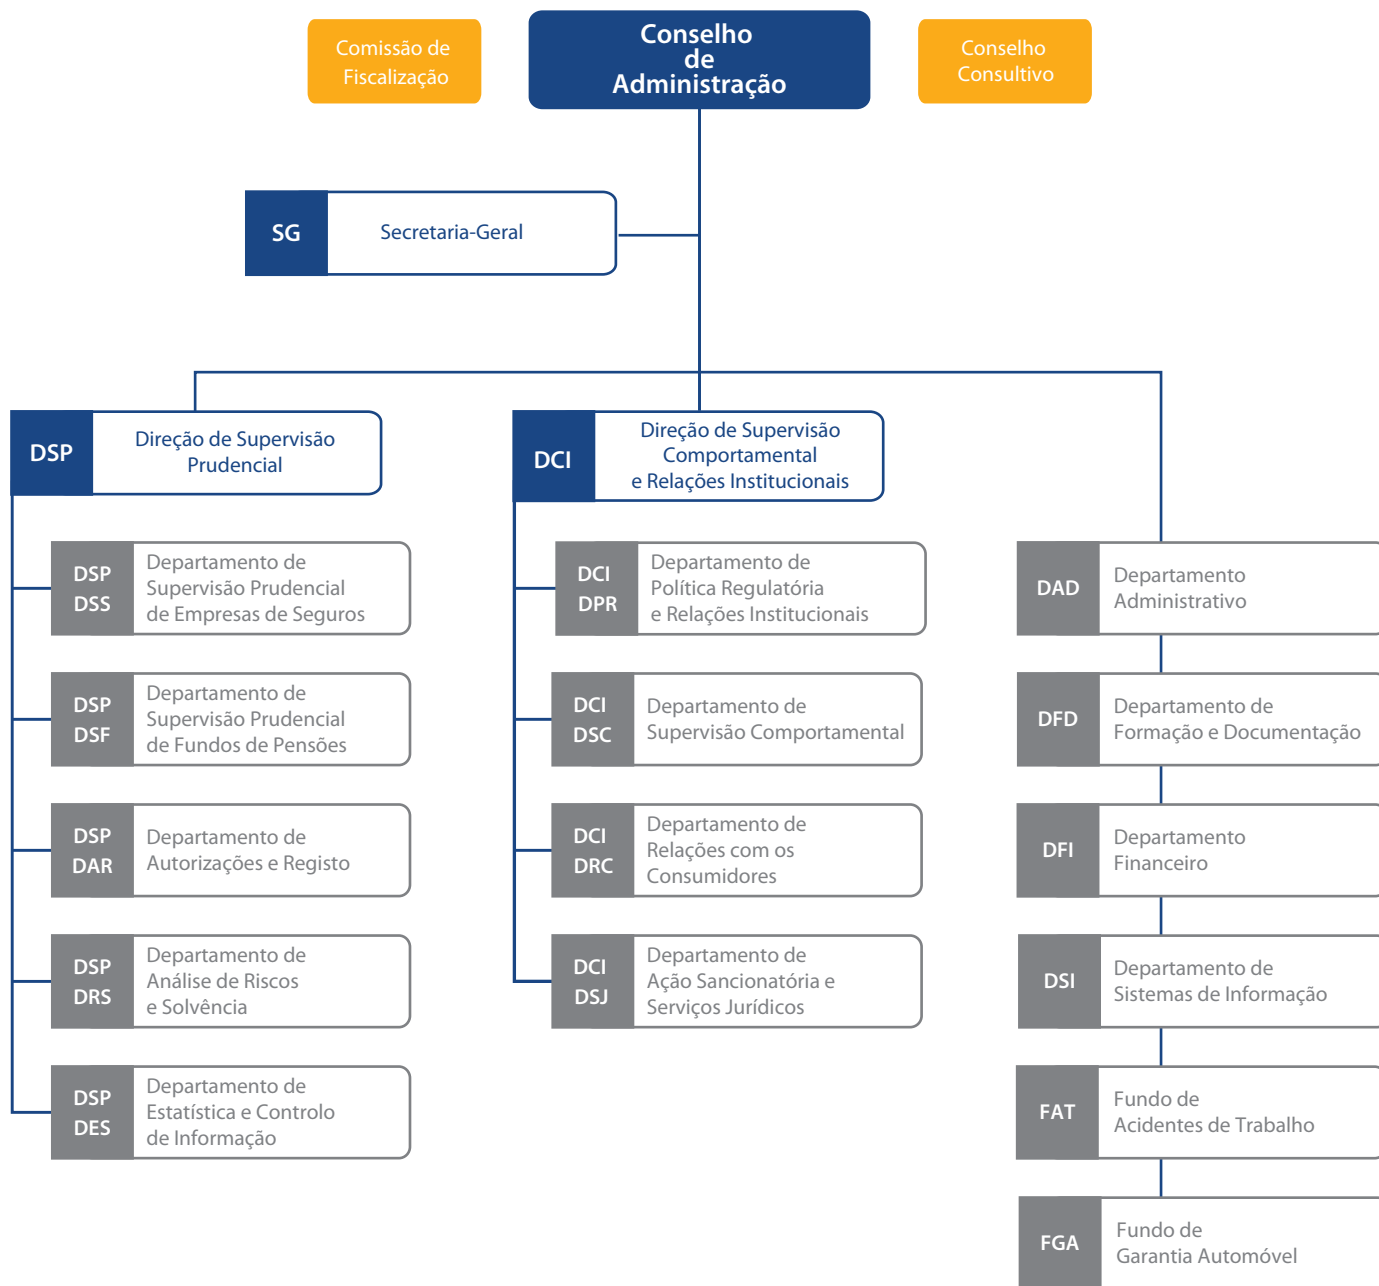 Comissão de
Fiscalização
Conselho
de
Administração
Conselho
Consultivo
SG
Secretaria-Geral
DSP
Direção de Supervisão
Prudencial
DCI
Direção de Supervisão
Comportamental
e Relações Institucionais
DSP
DSS
Departamento de
Supervisão Prudencial
de Empresas de Seguros
DSP
DSF
Departamento de
Supervisão Prudencial
de Fundos de Pensões
DSP
DAR
Departamento de
Autorizações e Registo
DSP
DRS
Departamento de
Análise de Riscos
e Solvência
DSP
DES
Departamento de
Estatística e Controlo
de Informação
DCI
DPR
Departamento de
Política Regulatória
e Relações Institucionais
DCI
DSC
Departamento de
Supervisão Comportamental
DCI
DRC
Departamento de
Relações com os
Consumidores
DCI
DSJ
Departamento de
Ação Sancionatória e
Serviços Jurídicos
DAD
Departamento
Administrativo
DFD
Departamento de
Formação e Documentação
DFI
Departamento
Financeiro
DSI
Departamento de
Sistemas de Informação
FAT
Fundo de
Acidentes de Trabalho
FGA
Fundo de
Garantia Automóvel